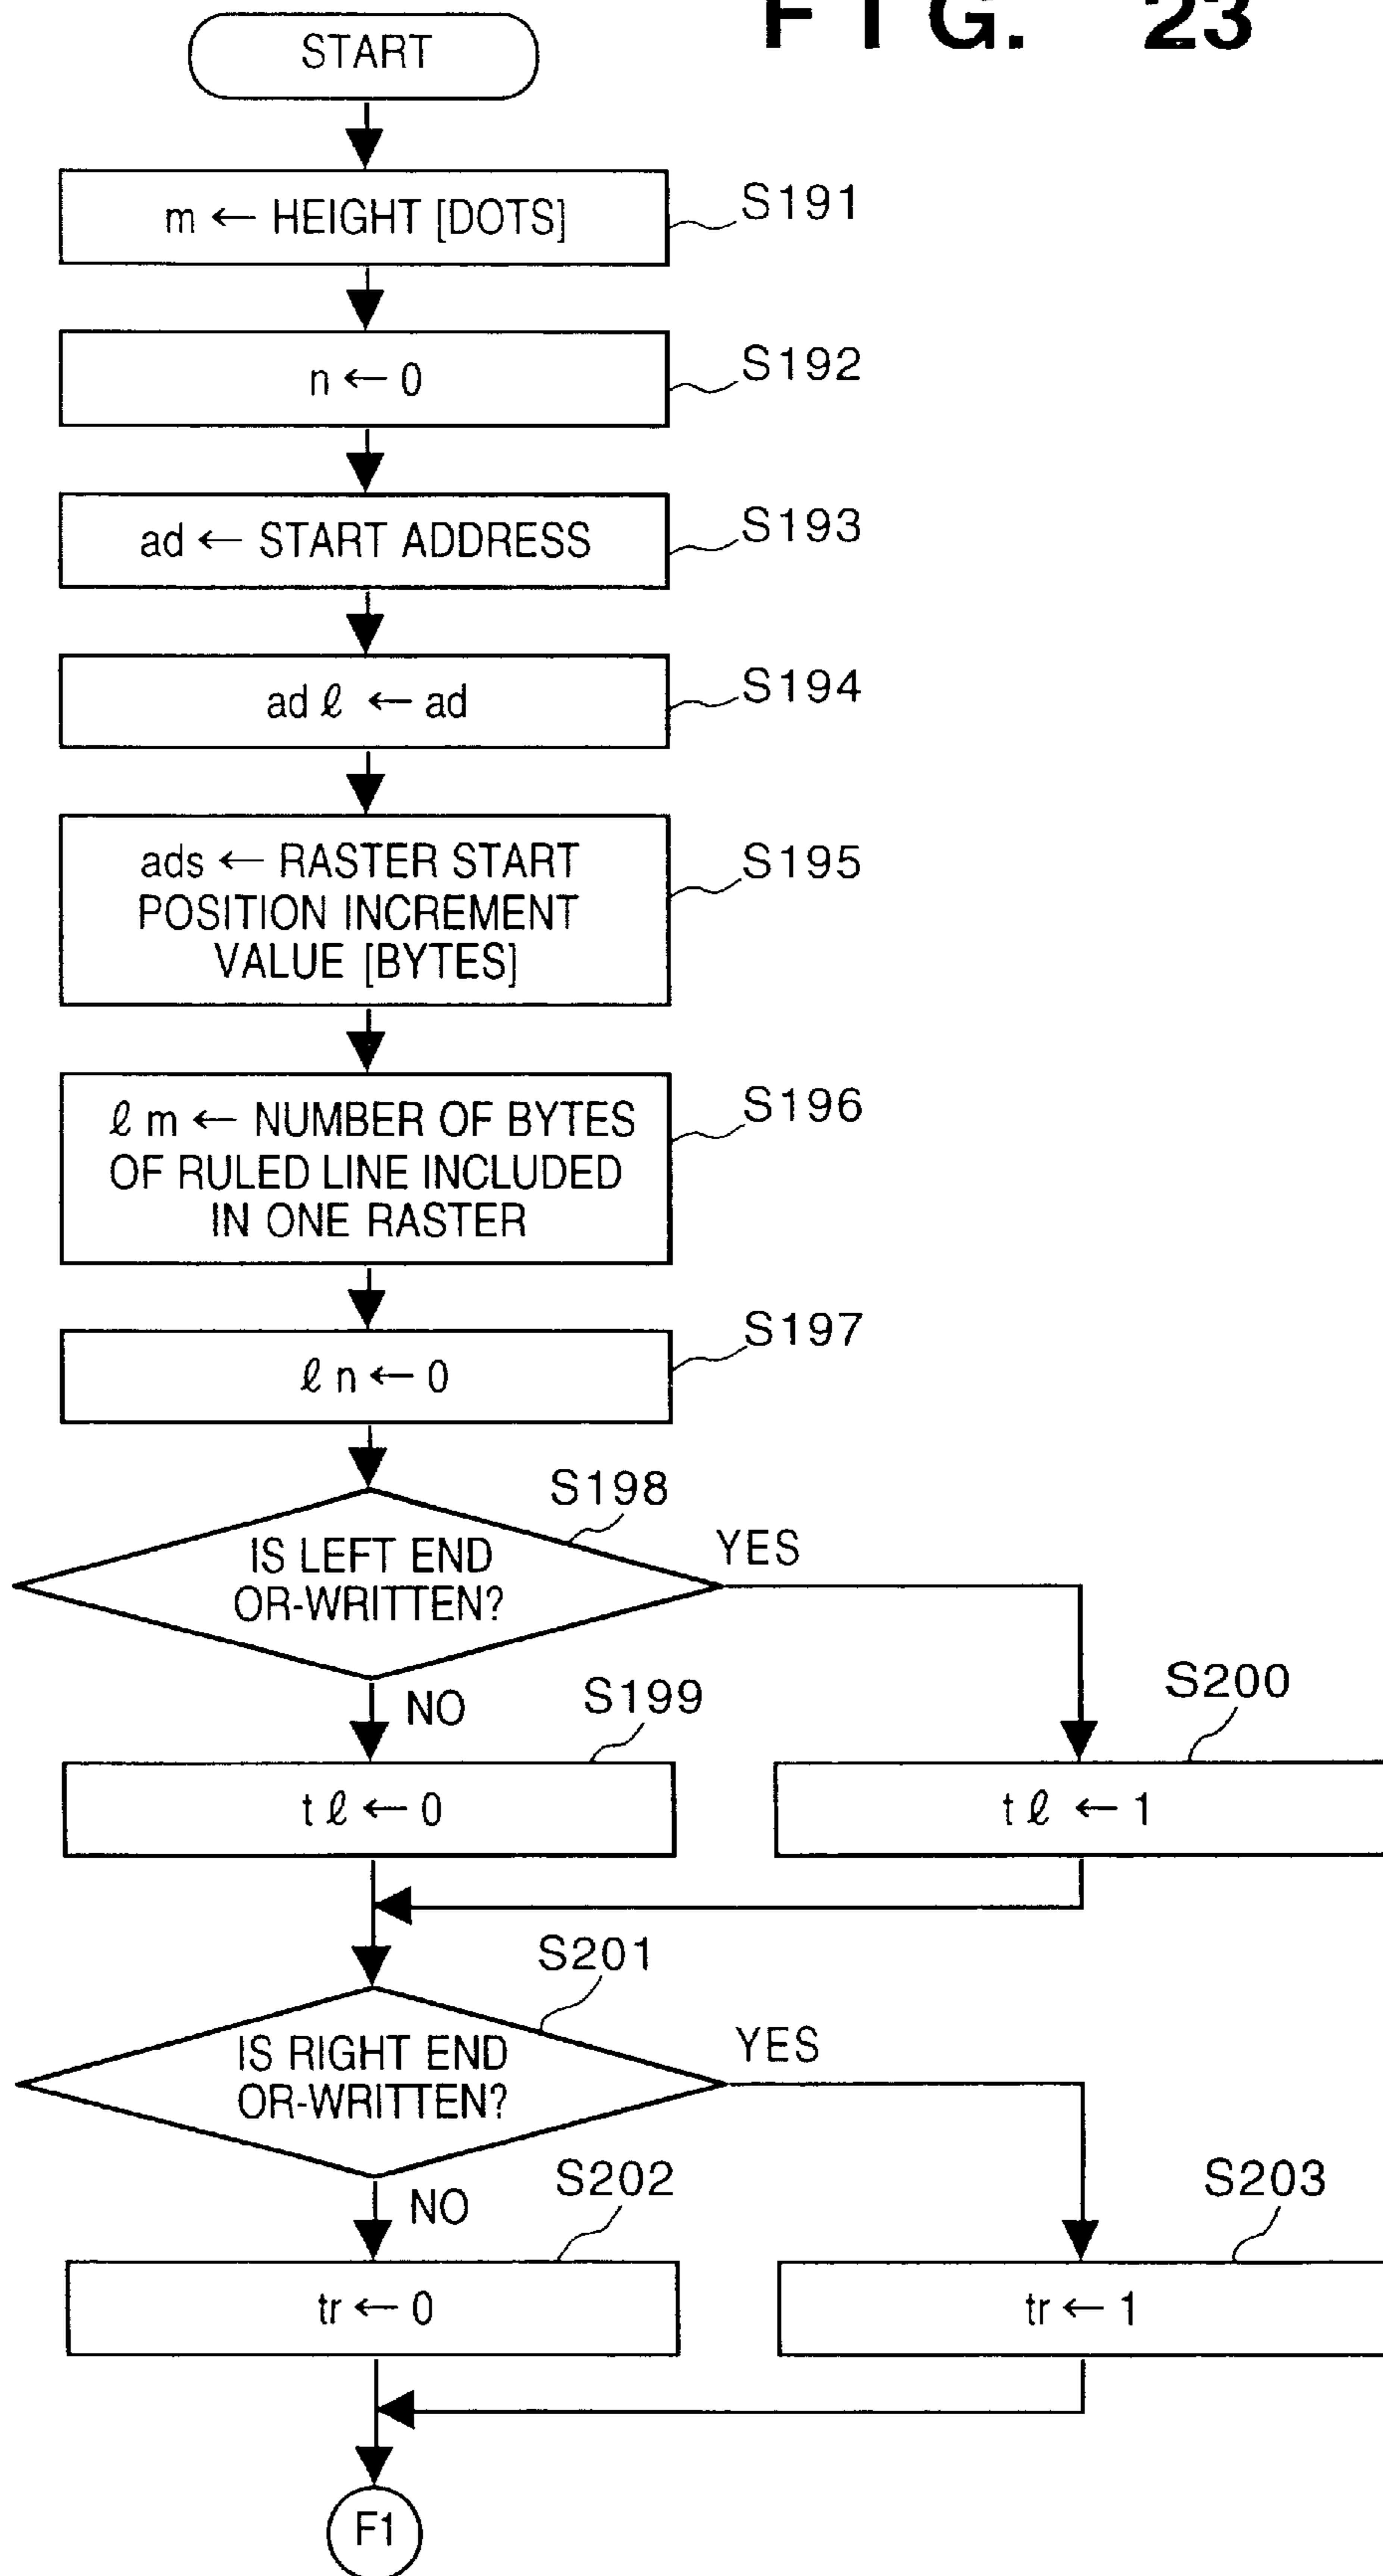 FIG. 23
START
m ← HEIGHT [DOTS]
S191
n ← 0
S192
ad ← START ADDRESS
S193
ad ℓ ← ad
S194
ads ← RASTER START
POSITION INCREMENT
VALUE [BYTES]
S195
ℓ m ← NUMBER OF BYTES
OF RULED LINE INCLUDED
IN ONE RASTER
S196
ℓ n ← 0
S197
S198
IS LEFT END
OR-WRITTEN?
YES
NO
S199
S200
t ℓ ← 0
t ℓ ← 1
S201
IS RIGHT END
OR-WRITTEN?
YES
NO
S202
S203
tr ← 0
tr ← 1
F1